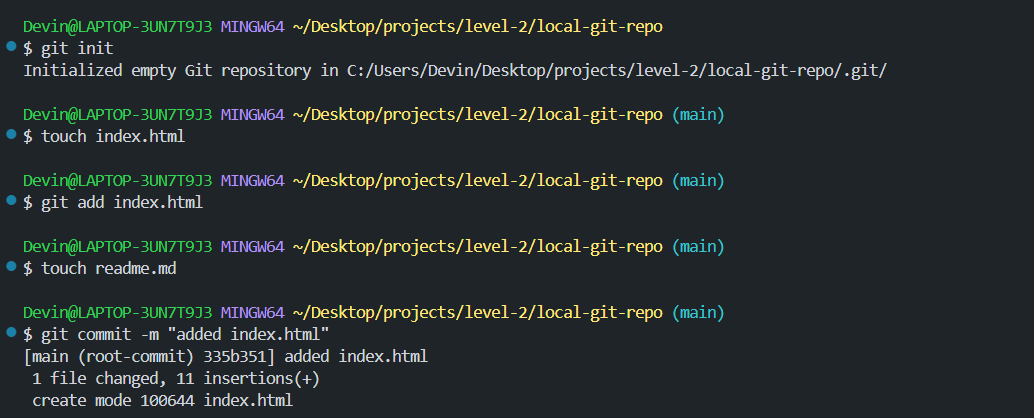 Devin@LAPTOP-3UN7T9J3 MINGW64 ~/Desktop/projects/level-2/local-git-repo
$ git init
Initialized empty Git repository in C:/Users/Devin/Desktop/projects/level-2/local-git-repo/.git/
Devin@LAPTOP-3UN7T9J3 MINGW64 ~/Desktop/projects/level-2/local-git-repo (main)
$ touch index.html
Devin@LAPTOP-3UN7T9J3 MINGW64 ~/Desktop/projects/level-2/local-git-repo (main)
$ git add index.html
Devin@LAPTOP-3UN7T9J3 MINGW64 ~/Desktop/projects/level-2/local-git-repo (main)
$ touch readme.md
Devin@LAPTOP-3UN7T9J3 MINGW64 ~/Desktop/projects/level-2/local-git-repo (main)
$ git commit -m "added index.html"
[main (root-commit) 335b351] added index.html
1 file changed, 11 insertions(+)
create mode 100644 index.html